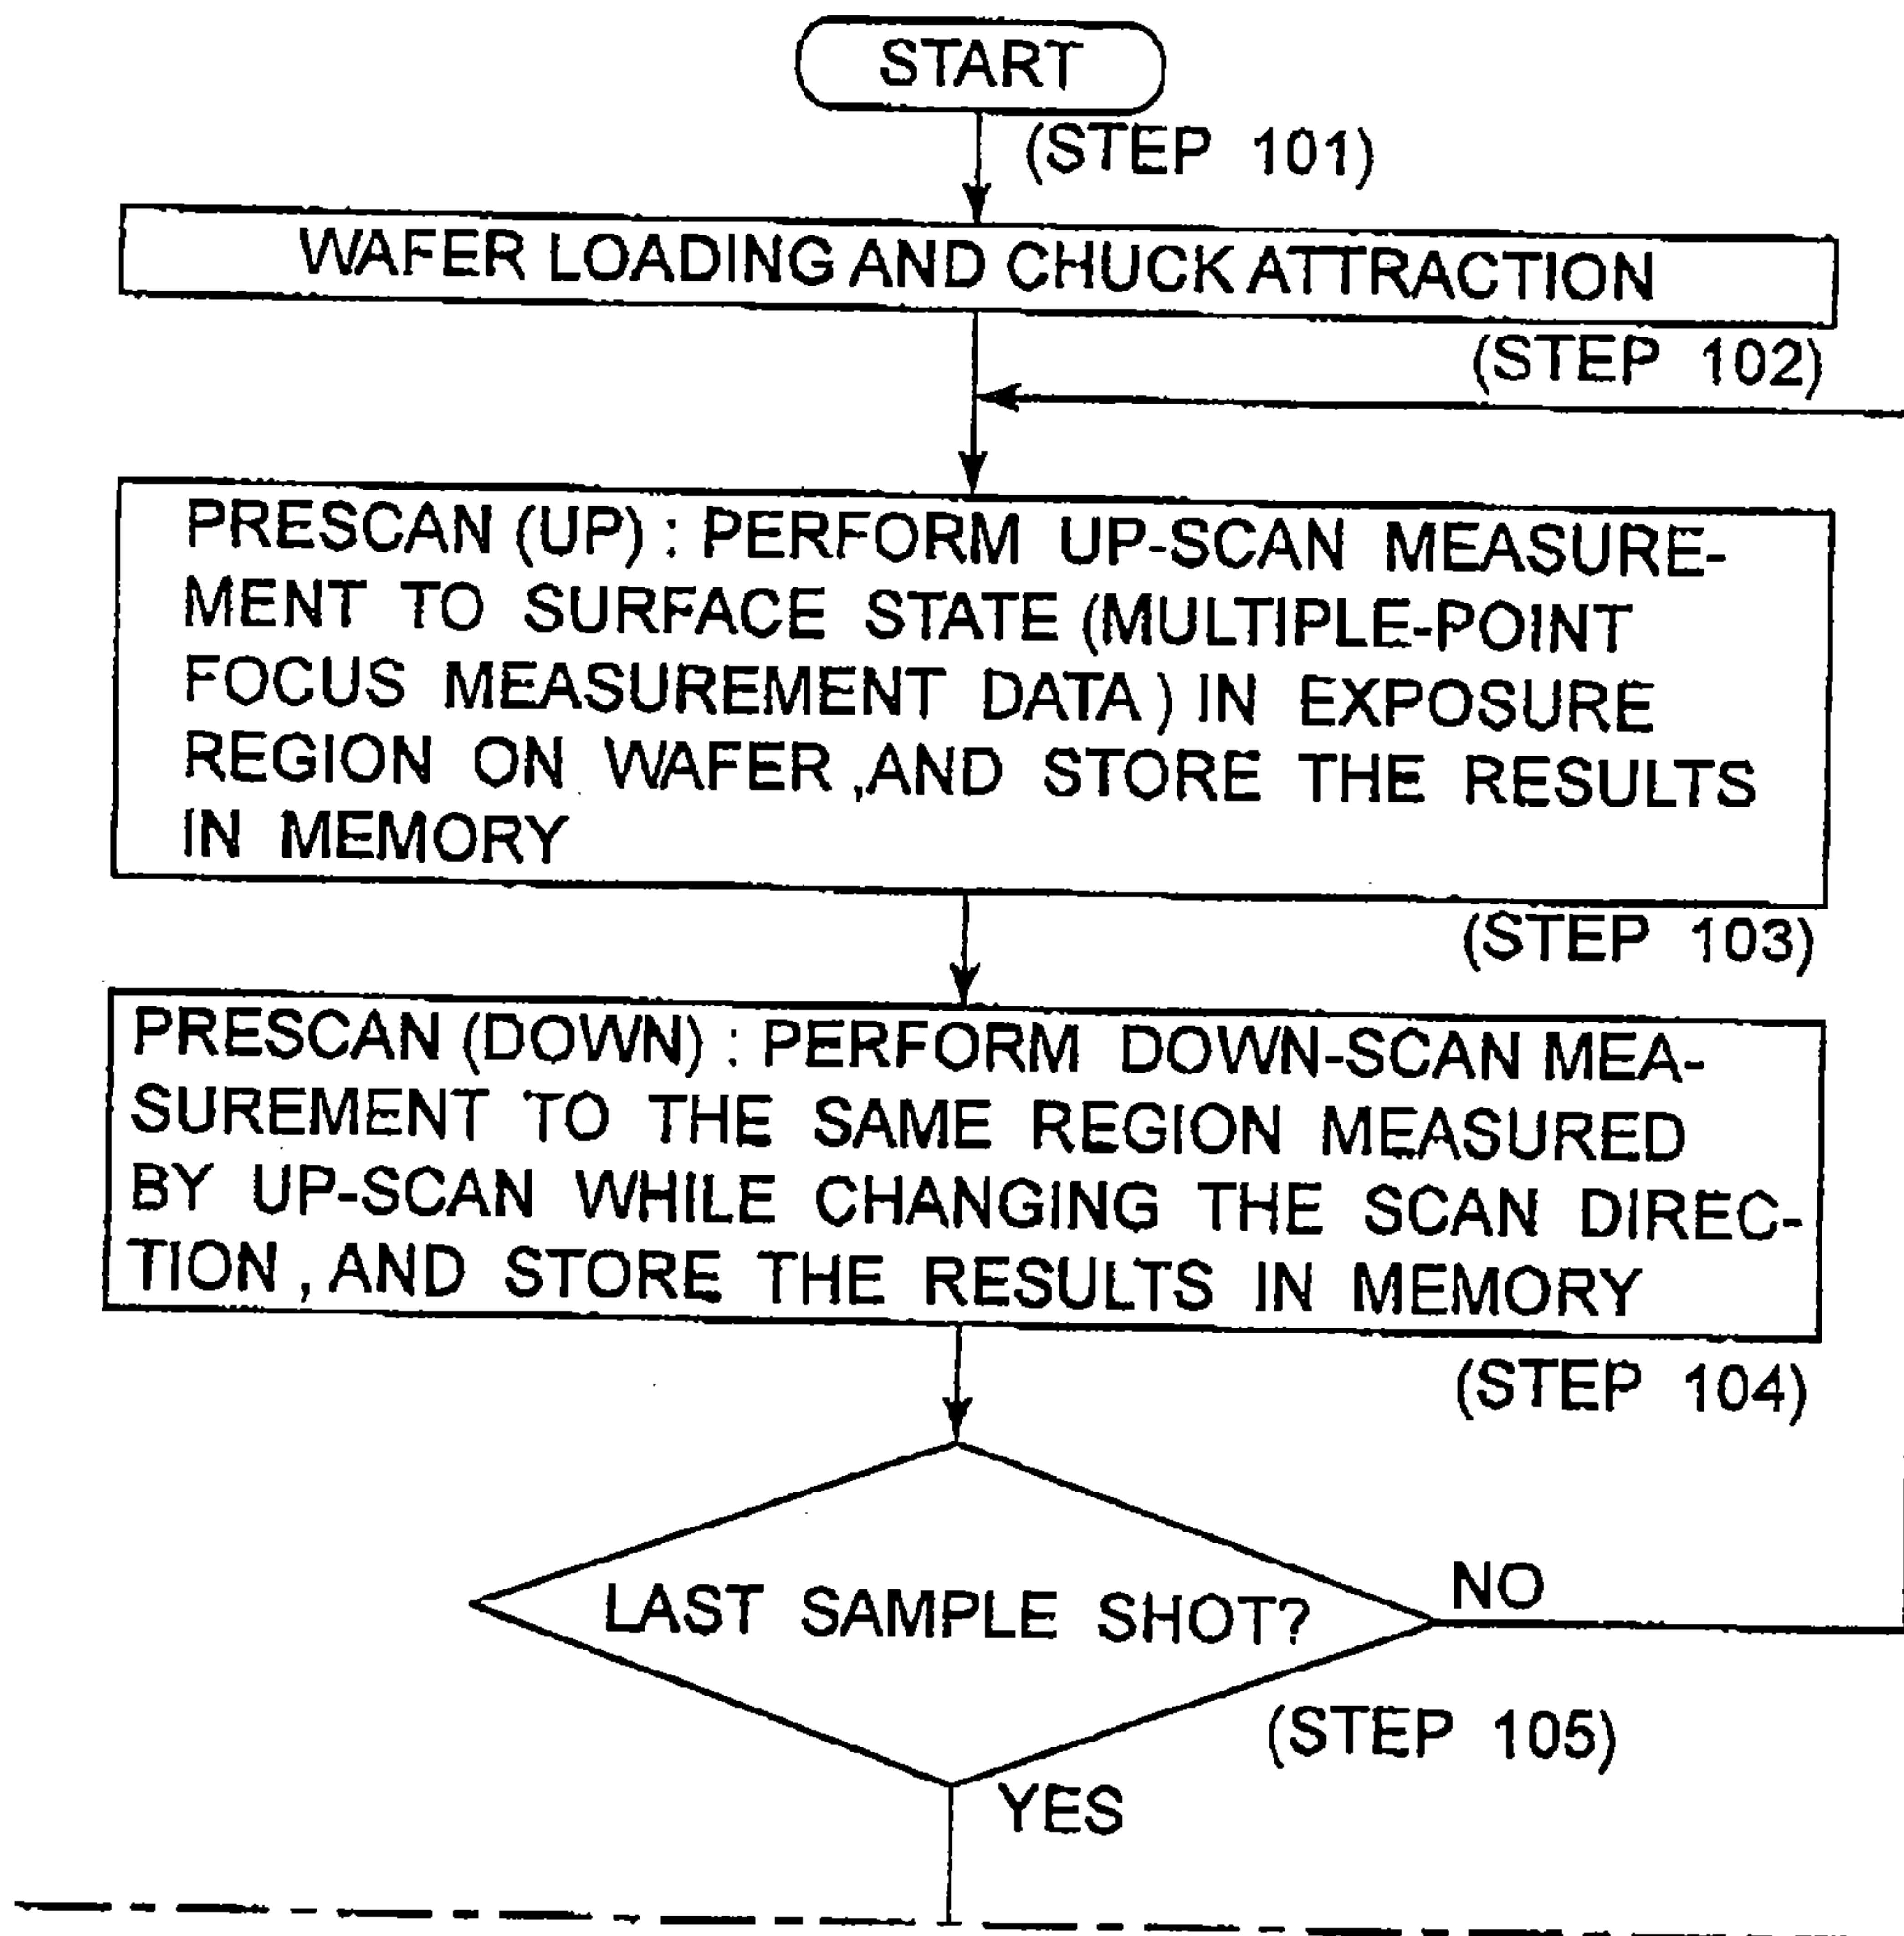 START
(STEP 101)
WAFER LOADING AND CHUCK ATTRACTION
(STEP 102)
PRESCAN (UP) : PERFORM UP-SCAN MEASURE-
MENT TO SURFACE STATE (MULTIPLE-POINT
FOCUS MEASUREMENT DATA) IN EXPOSURE
REGION ON WAFER ,AND STORE THE RESULTS
IN MEMORY
(STEP 103)
PRESCAN (DOWN) : PERFORM DOWN-SCAN MEA-
SUREMENT TO THE SAME REGION MEASURED
BY UP-SCAN WHILE CHANGING THE SCAN DIREC-
TION , AND STORE THE RESULTS IN MEMORY
(STEP 104)
LAST SAMPLE SHOT?
NO
(STEP 105)
YES